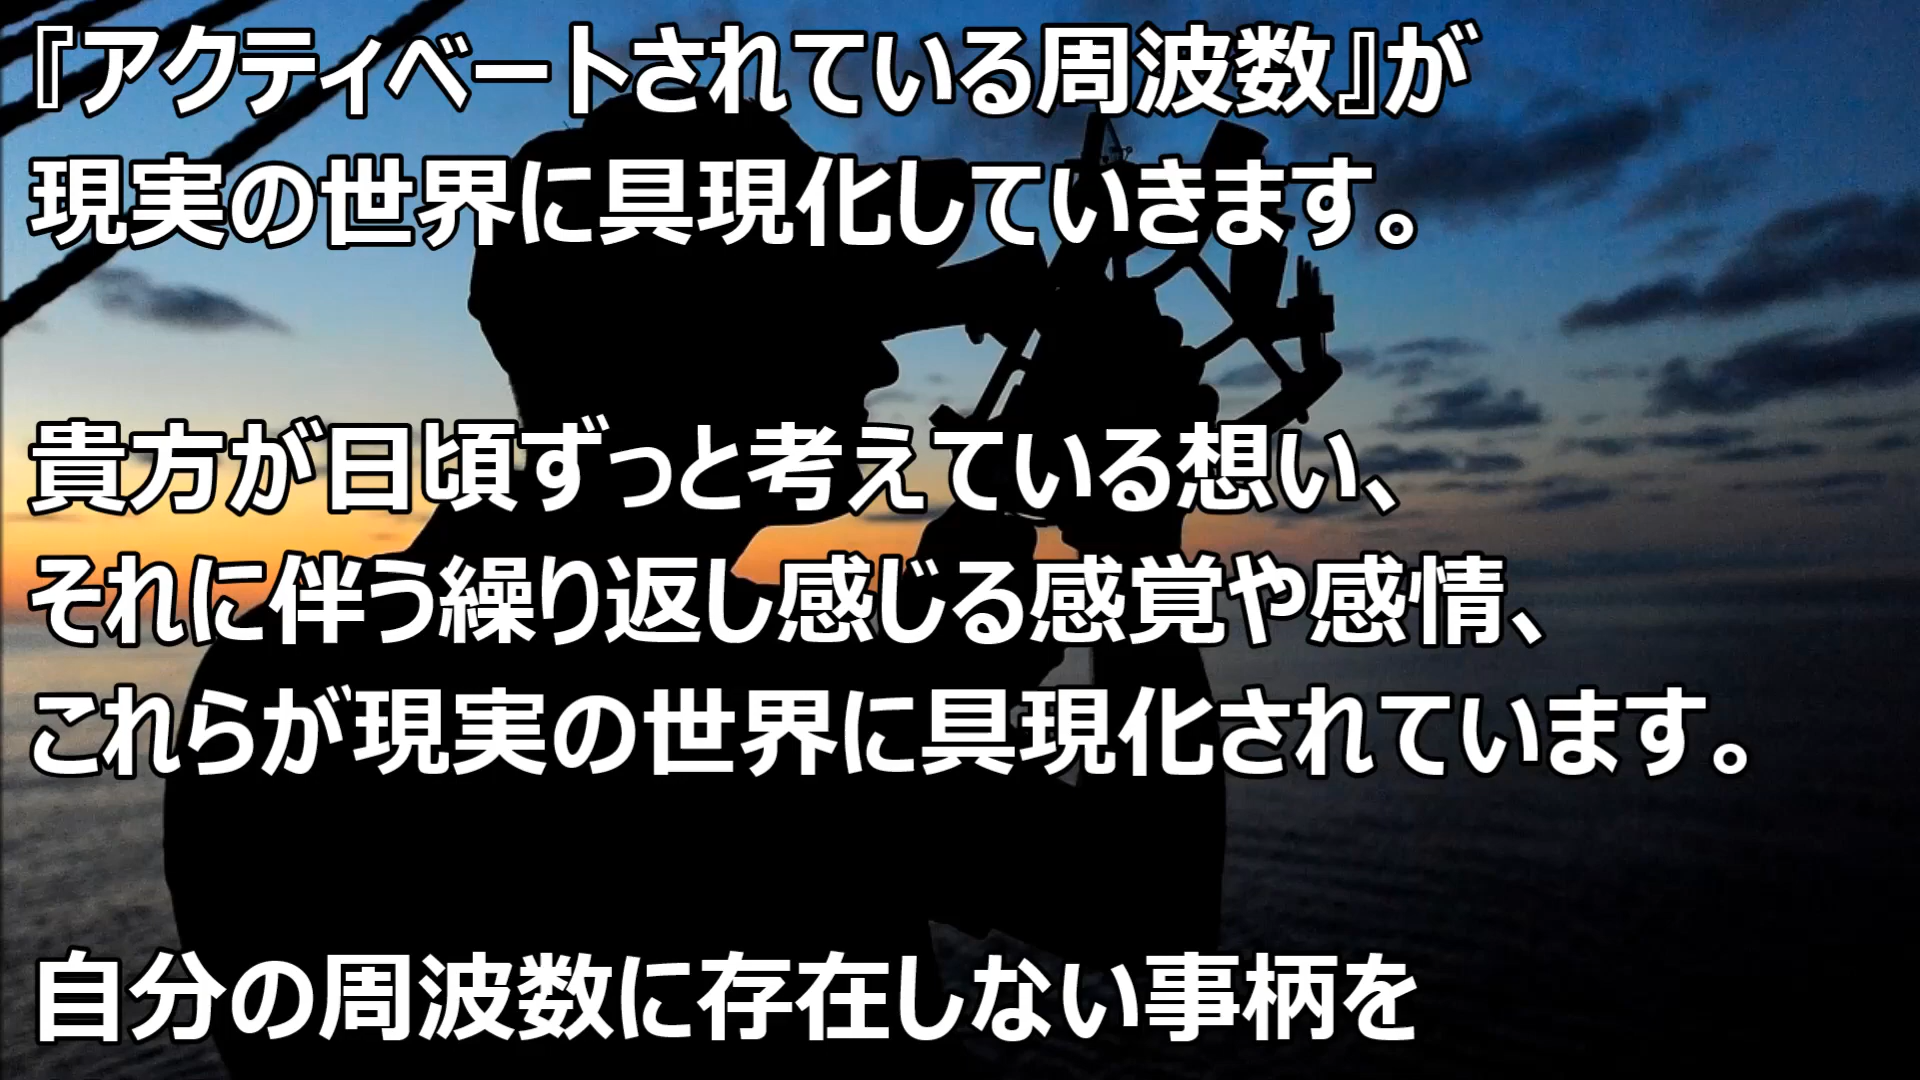 『アクティベートされている周波数』が
現実の世界に具現化していきます。
貴方が日頃ずっと考えている想い、
それに伴う繰り返し感じる感覚や感情、
これらが現実の世界に具現化されています。
自分の周波数に存在しない事柄を